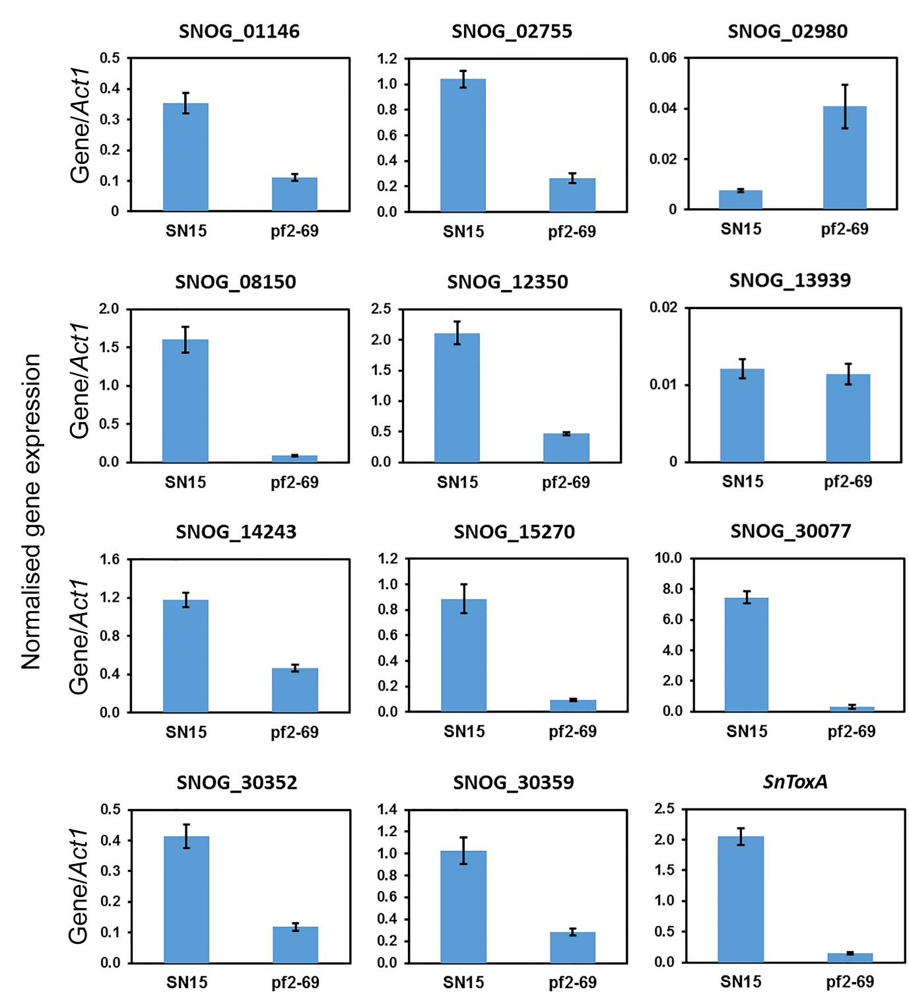 Normalised gene expression
SNOG_01146
Gene/Act1
0.5
0.4
0.3
0.2
0.1
0
SN15 pf2-69
SNOG_02755
1.2
1.0
0.8
0.6
0.4
0.2
0.0
SN15 pf2-69
SNOG_02980
0.06
0.04
0.02
0
SN15 pf2-69
SNOG_08150
Gene/Act1
2.0
1.5
1.0
0.5
0.0
SN15 pf2-69
SNOG_12350
2.5
2.0
1.5
1.0
0.5
0.0
SN15 pf2-69
SNOG_13939
0.02
0.01
0
SN15 pf2-69
SNOG_14243
Gene/Act1
1.6
1.2
0.8
0.4
0.0
SN15 pf2-69
SNOG_15270
1.2
1.0
0.8
0.6
0.4
0.2
0.0
SN15 pf2-69
SNOG_30077
10.0
8.0
6.0
4.0
2.0
0.0
SN15 pf2-69
SNOG_30352
Gene/Act1
0.5
0.4
0.3
0.2
0.1
0.0
SN15 pf2-69
SNOG_30359
1.4
1.2
1.0
0.8
0.6
0.4
0.2
0.0
SN15 pf2-69
SnToxA
2.5
2.0
1.5
1.0
0.5
0.0
SN15 pf2-69